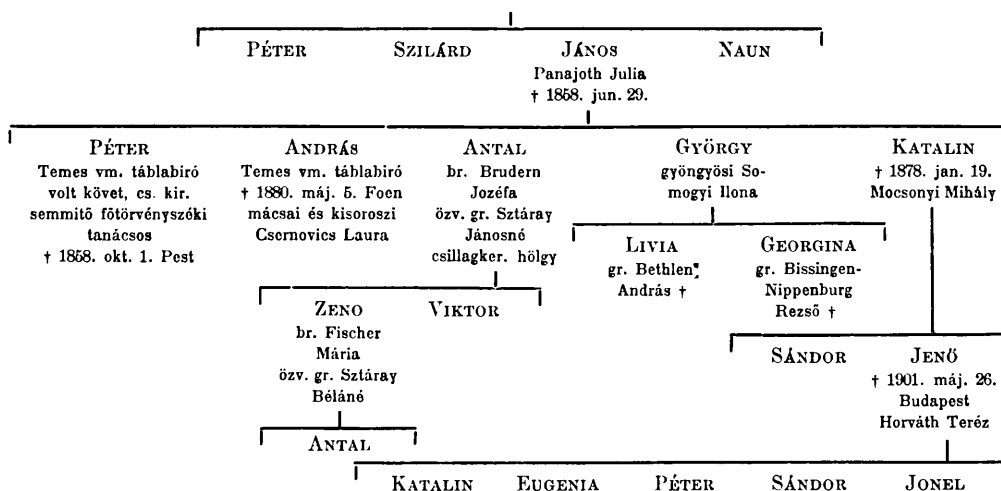 PÉTER SZILÁRD JÁNOS NAUN
Panajoth Julia
† 1858. jun. 29.
PÉTER
Temes vm. táblabiró
volt követ, cs. kir.
semmitő főtörvényszéki
tanácsos
† 1858. okt. 1. Pest
ANDRÁS
Temes vm. táblabiró
† 1880. máj. 5. Foen
mácsai és kisoroszi
Csernovics Laura
ANTAL
br. Brudern
Jozéfa
özv. gr. Sztáray
Jánosné
csillagker. hölgy
GYÖRGY
gyöngyösi So-
mogyi Ilona
KATALIN
† 1878. jan. 19.
Mocsonyi Mihály
LIVIA
gr. Bethlen
András †
GEORGINA
gr. Bissingen-
Nippenburg
Rezső †
ZENO
br. Fischer
Mária
özv. gr. Sztáray
Béláné
VIKTOR
SÁNDOR
JENŐ
† 1901. máj. 26.
Budapest
Horváth Teréz
ANTAL
KATALIN EUGENIA PÉTER SÁNDOR JONEL